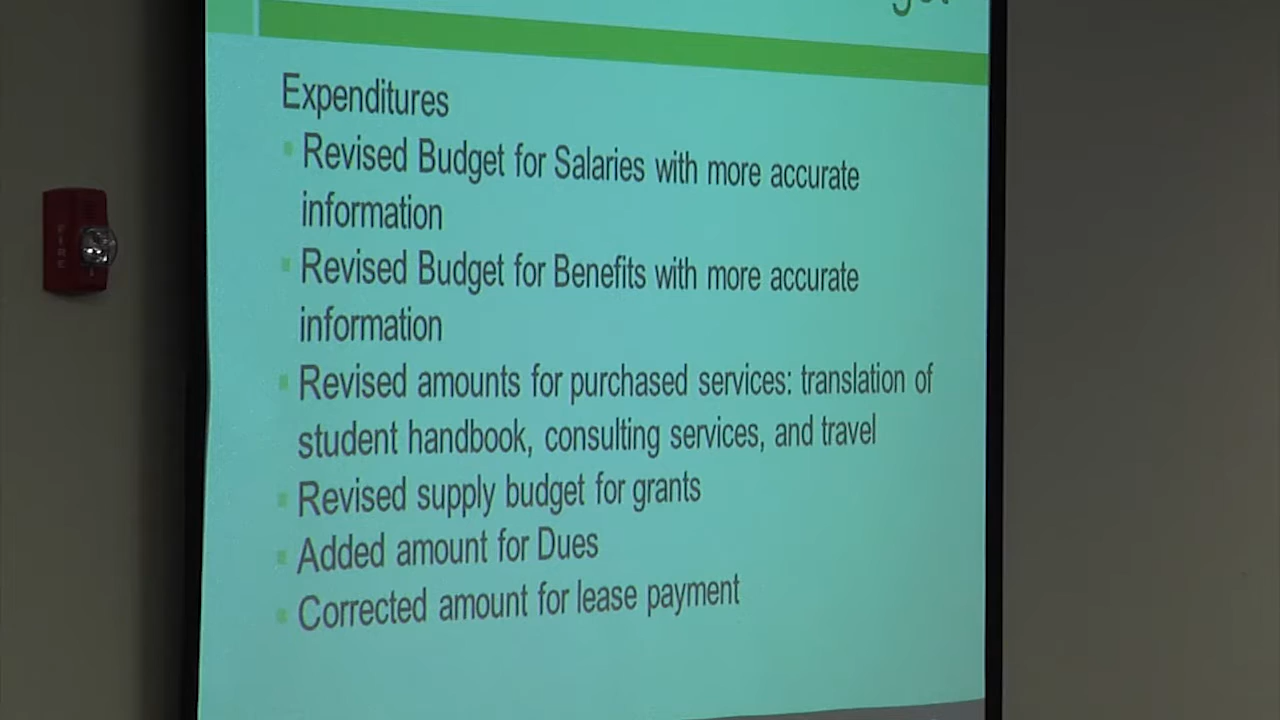 Expenditures
Revised Budget for Salaries with more accurate
information
Revised Budget for Benefits with more accurate
information
Revised amounts for purchased services: translation of
student handbook, consulting services, and travel
Revised supply budget for grants
Added amount for Dues
Corrected amount for lease payment
FIRE